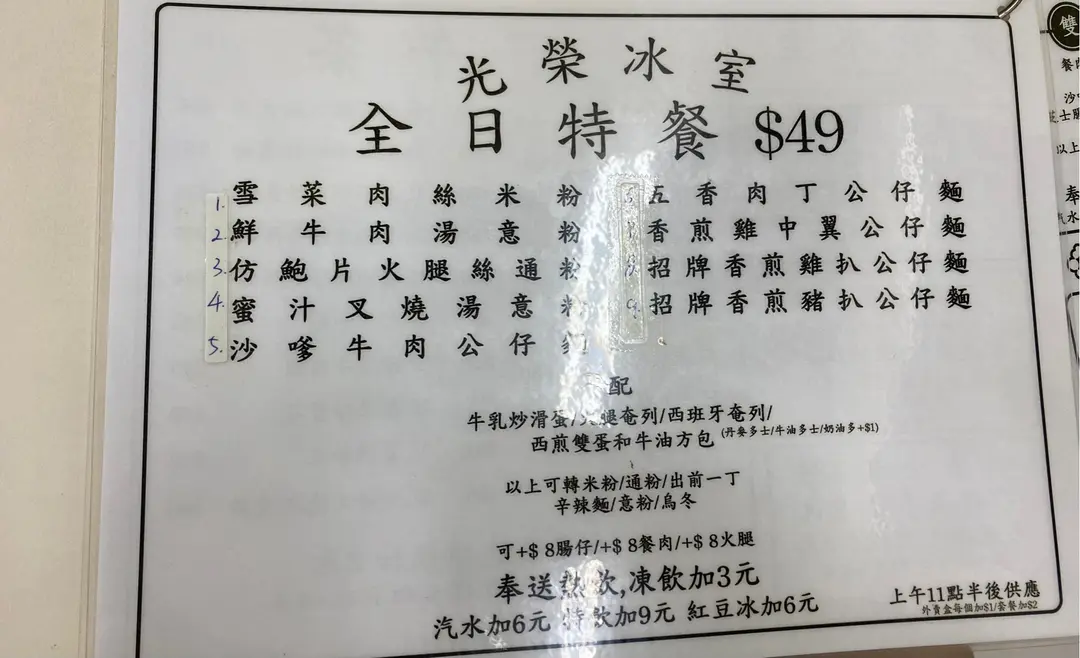 光榮冰室
全日特餐 $49
1. 雪菜肉絲米粉
2. 鮮牛肉湯意粉
3. 仿鮑片火腿絲通粉
4. 蜜汁叉燒湯意粉
5. 沙嗲牛肉公仔麵
五香肉丁公仔麵
香煎雞中翼公仔麵
8. 招牌香煎雞扒公仔麵
9. 招牌香煎豬扒公仔麵
配
牛乳炒滑蛋/火腿奄列/西班牙奄列/
西煎雙蛋和牛油方包 (丹麥多士/牛油多士/奶油多+$1)
以上可轉米粉/通粉/出前一丁
辛辣麵/意粉/烏冬
可+$8腸仔/+$8餐肉/+$8火腿
奉送熱飲,凍飲加3元
汽水加6元 特飲加9元 紅豆冰加6元
上午11點半後供應
外賣盒每個加$1/套餐加$2
雙